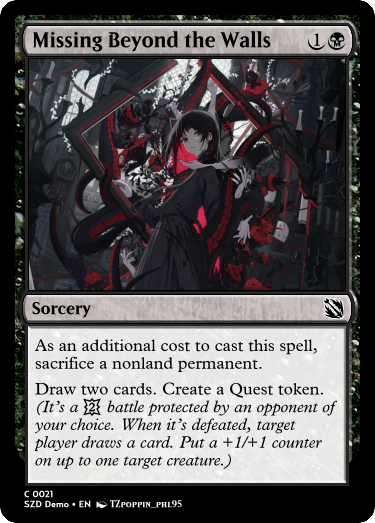 Missing Beyond the Walls 1
Sorcery
As an additional cost to cast this spell,
sacrifice a nonland permanent.
Draw two cards. Create a Quest token.
(It's a 2 battle protected by an opponent of
your choice. When it's defeated, target
player draws a card. Put a +1/+1 counter
on up to one target creature.)
C 0021
SZD Demo • EN TZpoppin_phl95